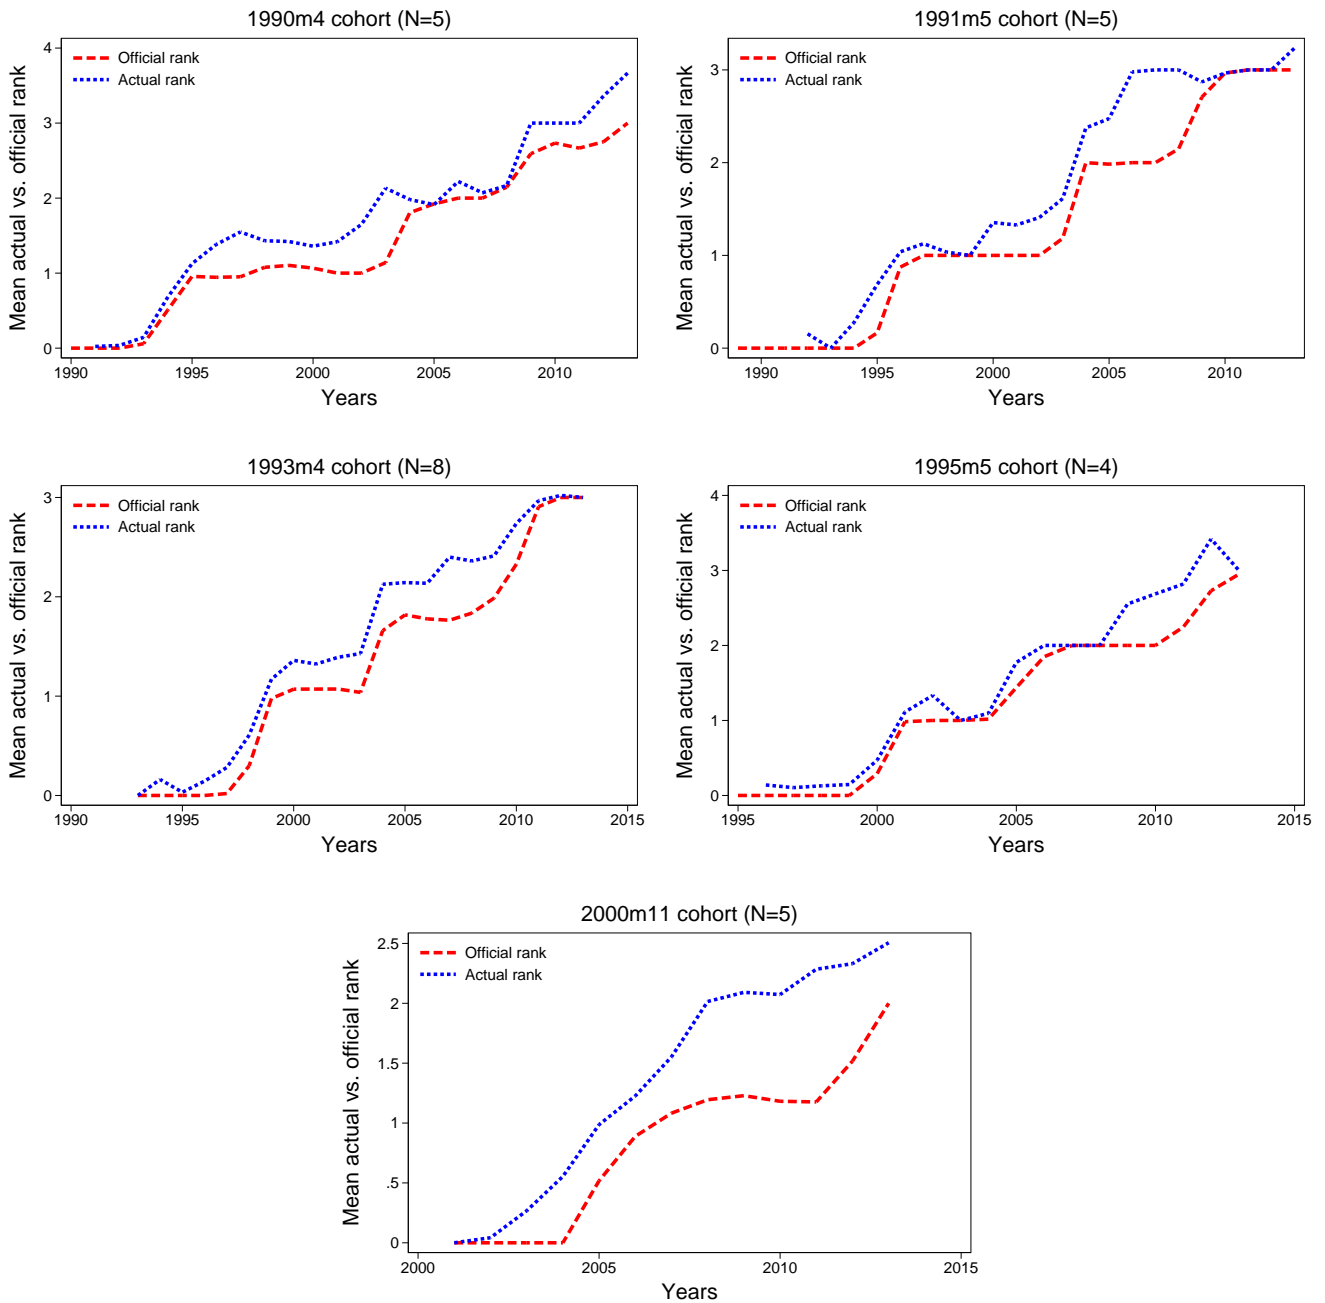 1990m4 cohort (N=5)
Mean actual vs. official rank
4
3
2
1
0
Official rank
Actual rank
1990
1995
2000
2005
2010
Years
1991m5 cohort (N=5)
Mean actual vs. official rank
3
2
1
0
Official rank
Actual rank
1990
1995
2000
2005
2010
Years
1993m4 cohort (N=8)
Mean actual vs. official rank
3
2
1
0
Official rank
Actual rank
1990
1995
2000
2005
2010
2015
Years
1995m5 cohort (N=4)
Mean actual vs. official rank
4
3
2
1
0
Official rank
Actual rank
1995
2000
2005
2010
2015
Years
2000m11 cohort (N=5)
Mean actual vs. official rank
2.5
2
1.5
1
.5
0
Official rank
Actual rank
2000
2005
2010
2015
Years